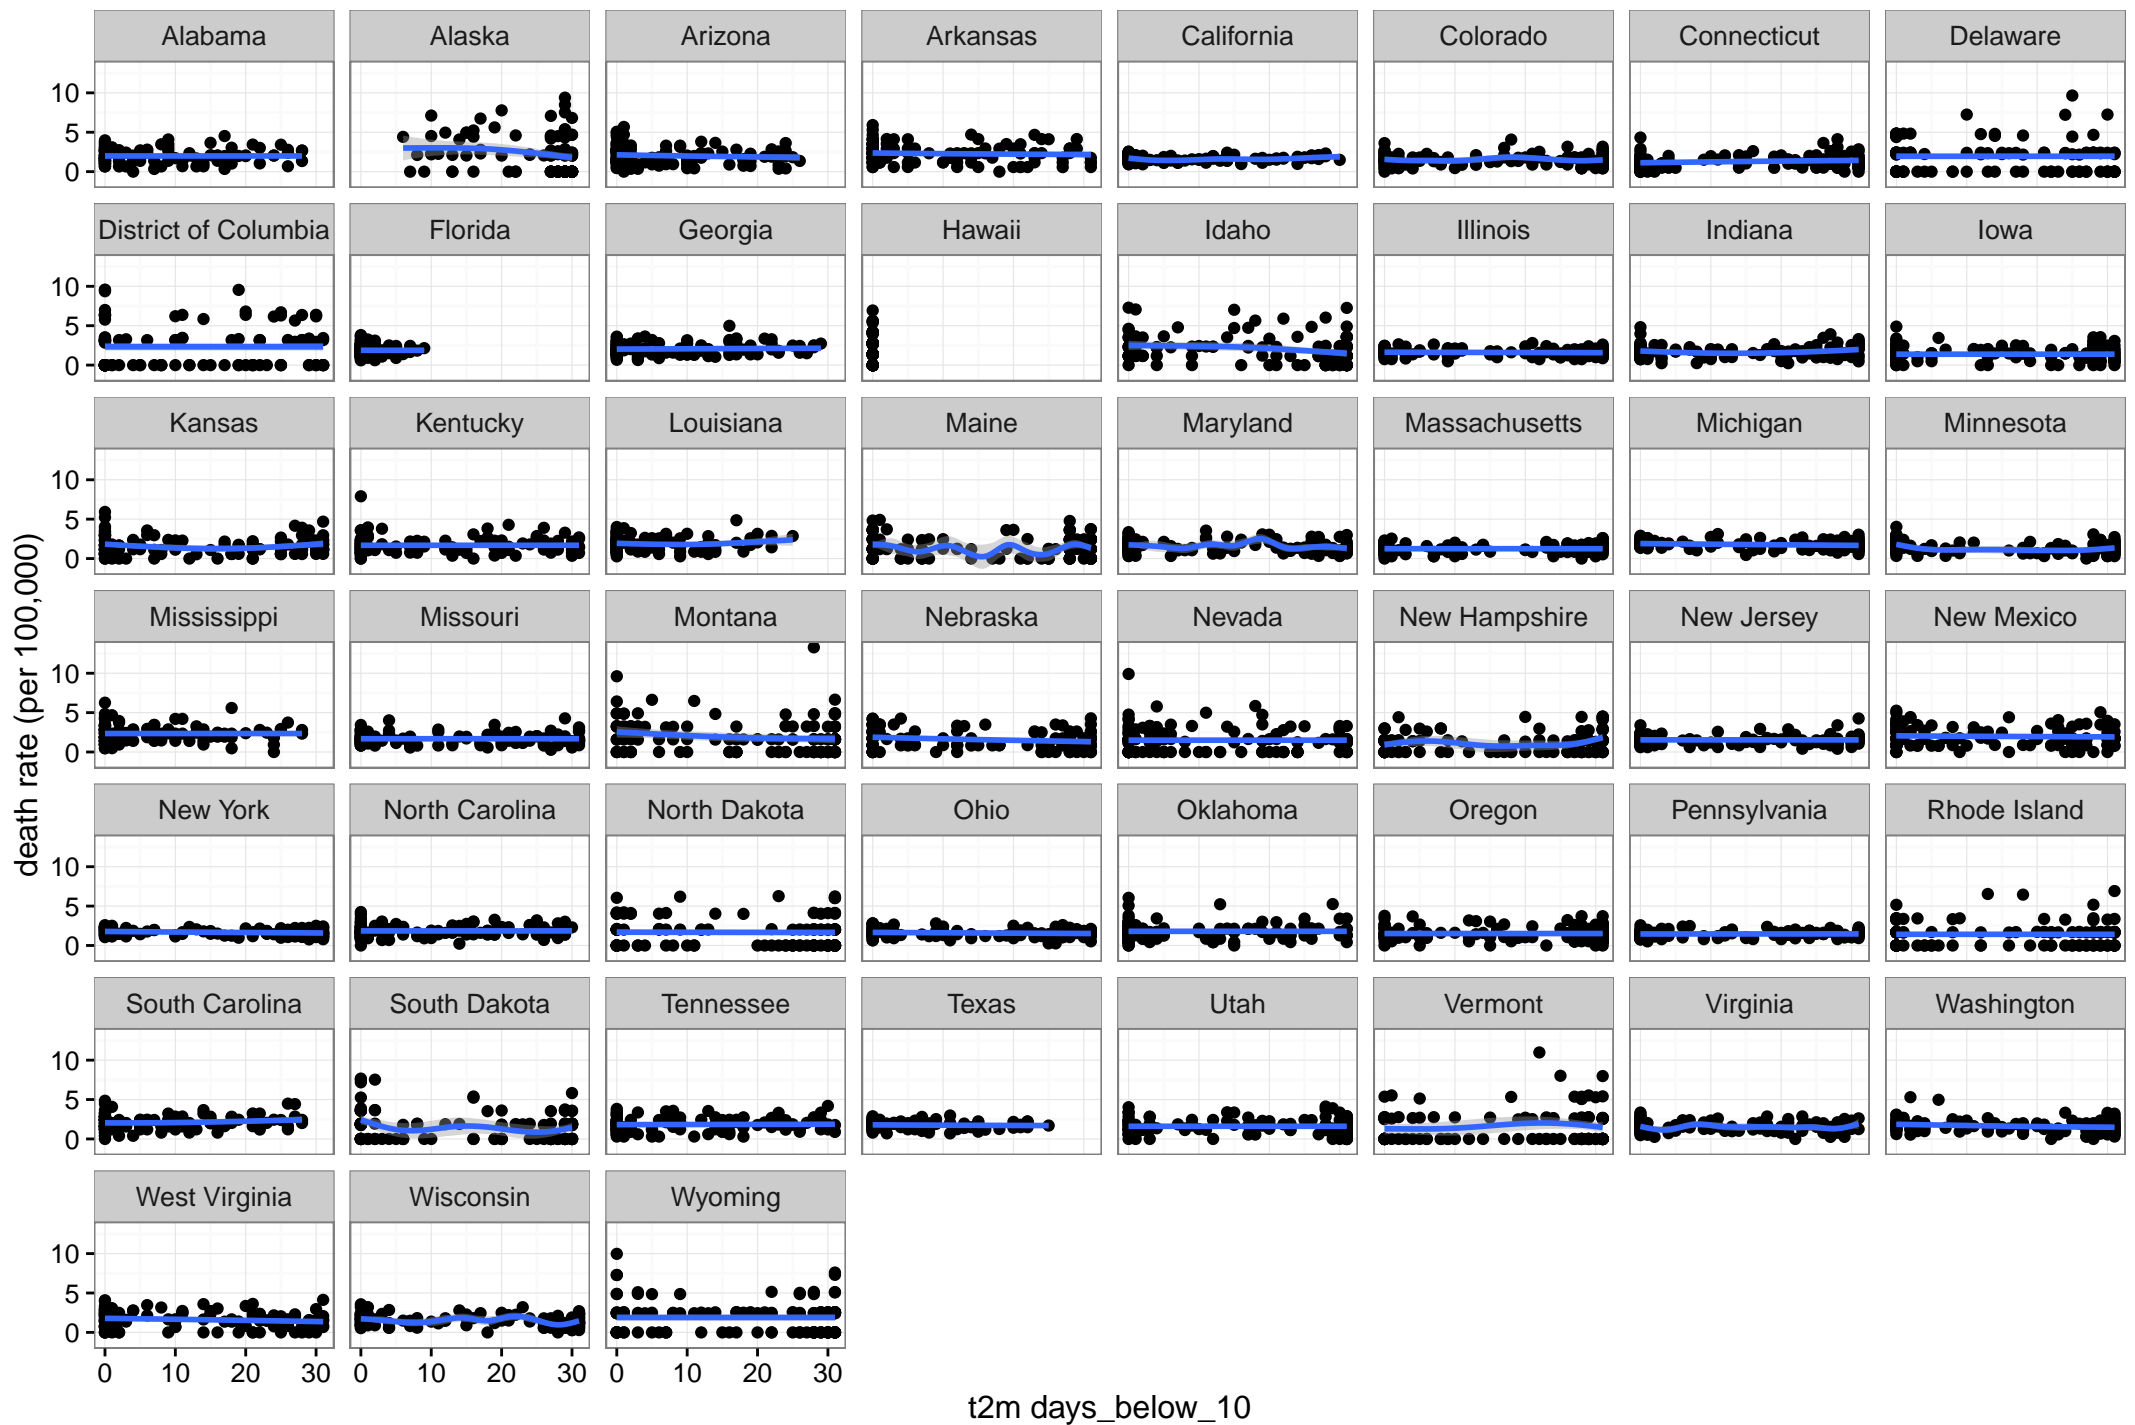 Alabama Alaska Arizona Arkansas California Colorado Connecticut Delaware
10
5
0
District of Columbia Florida Georgia Hawaii Idaho Illinois Indiana Iowa
10
5
0
Kansas Kentucky Louisiana Maine Maryland Massachusetts Michigan Minnesota
10
5
0
death rate (per 100,000)
Mississippi Missouri Montana Nebraska Nevada New Hampshire New Jersey New Mexico
10
5
0
New York North Carolina North Dakota Ohio Oklahoma Oregon Pennsylvania Rhode Island
10
5
0
South Carolina South Dakota Tennessee Texas Utah Vermont Virginia Washington
10
5
0
West Virginia Wisconsin Wyoming
10
5
0
0 10 20 30 0 10 20 30 0 10 20 30
t2m days_below_10